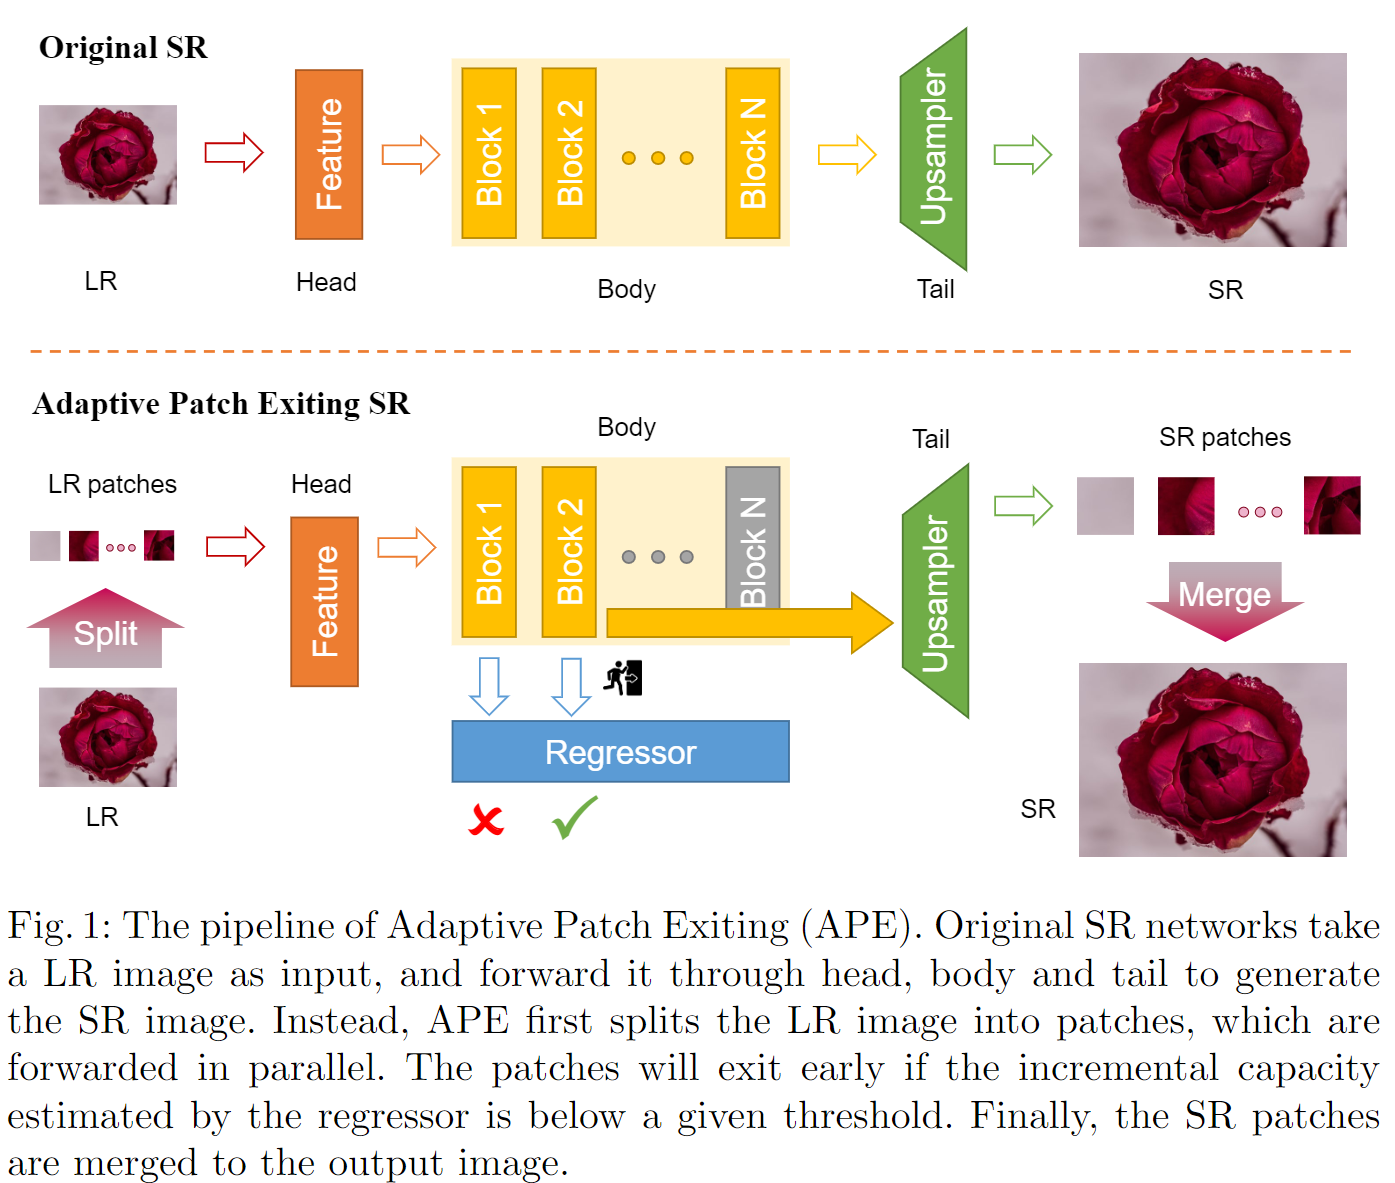 Original SR
Feature
Block 1
Block 2
Block N
Upsampler
LR
Head
Body
Tail
SR
Adaptive Patch Exiting SR
Body
Tail
SR patches
LR patches
Head
Feature
Block 1
Block 2
Block N
Upsampler
Split
Merge
Regressor
LR
SR
Fig. 1: The pipeline of Adaptive Patch Exiting (APE). Original SR networks take
a LR image as input, and forward it through head, body and tail to generate
the SR image. Instead, APE first splits the LR image into patches, which are
forwarded in parallel. The patches will exit early if the incremental capacity
estimated by the regressor is below a given threshold. Finally, the SR patches
are merged to the output image.